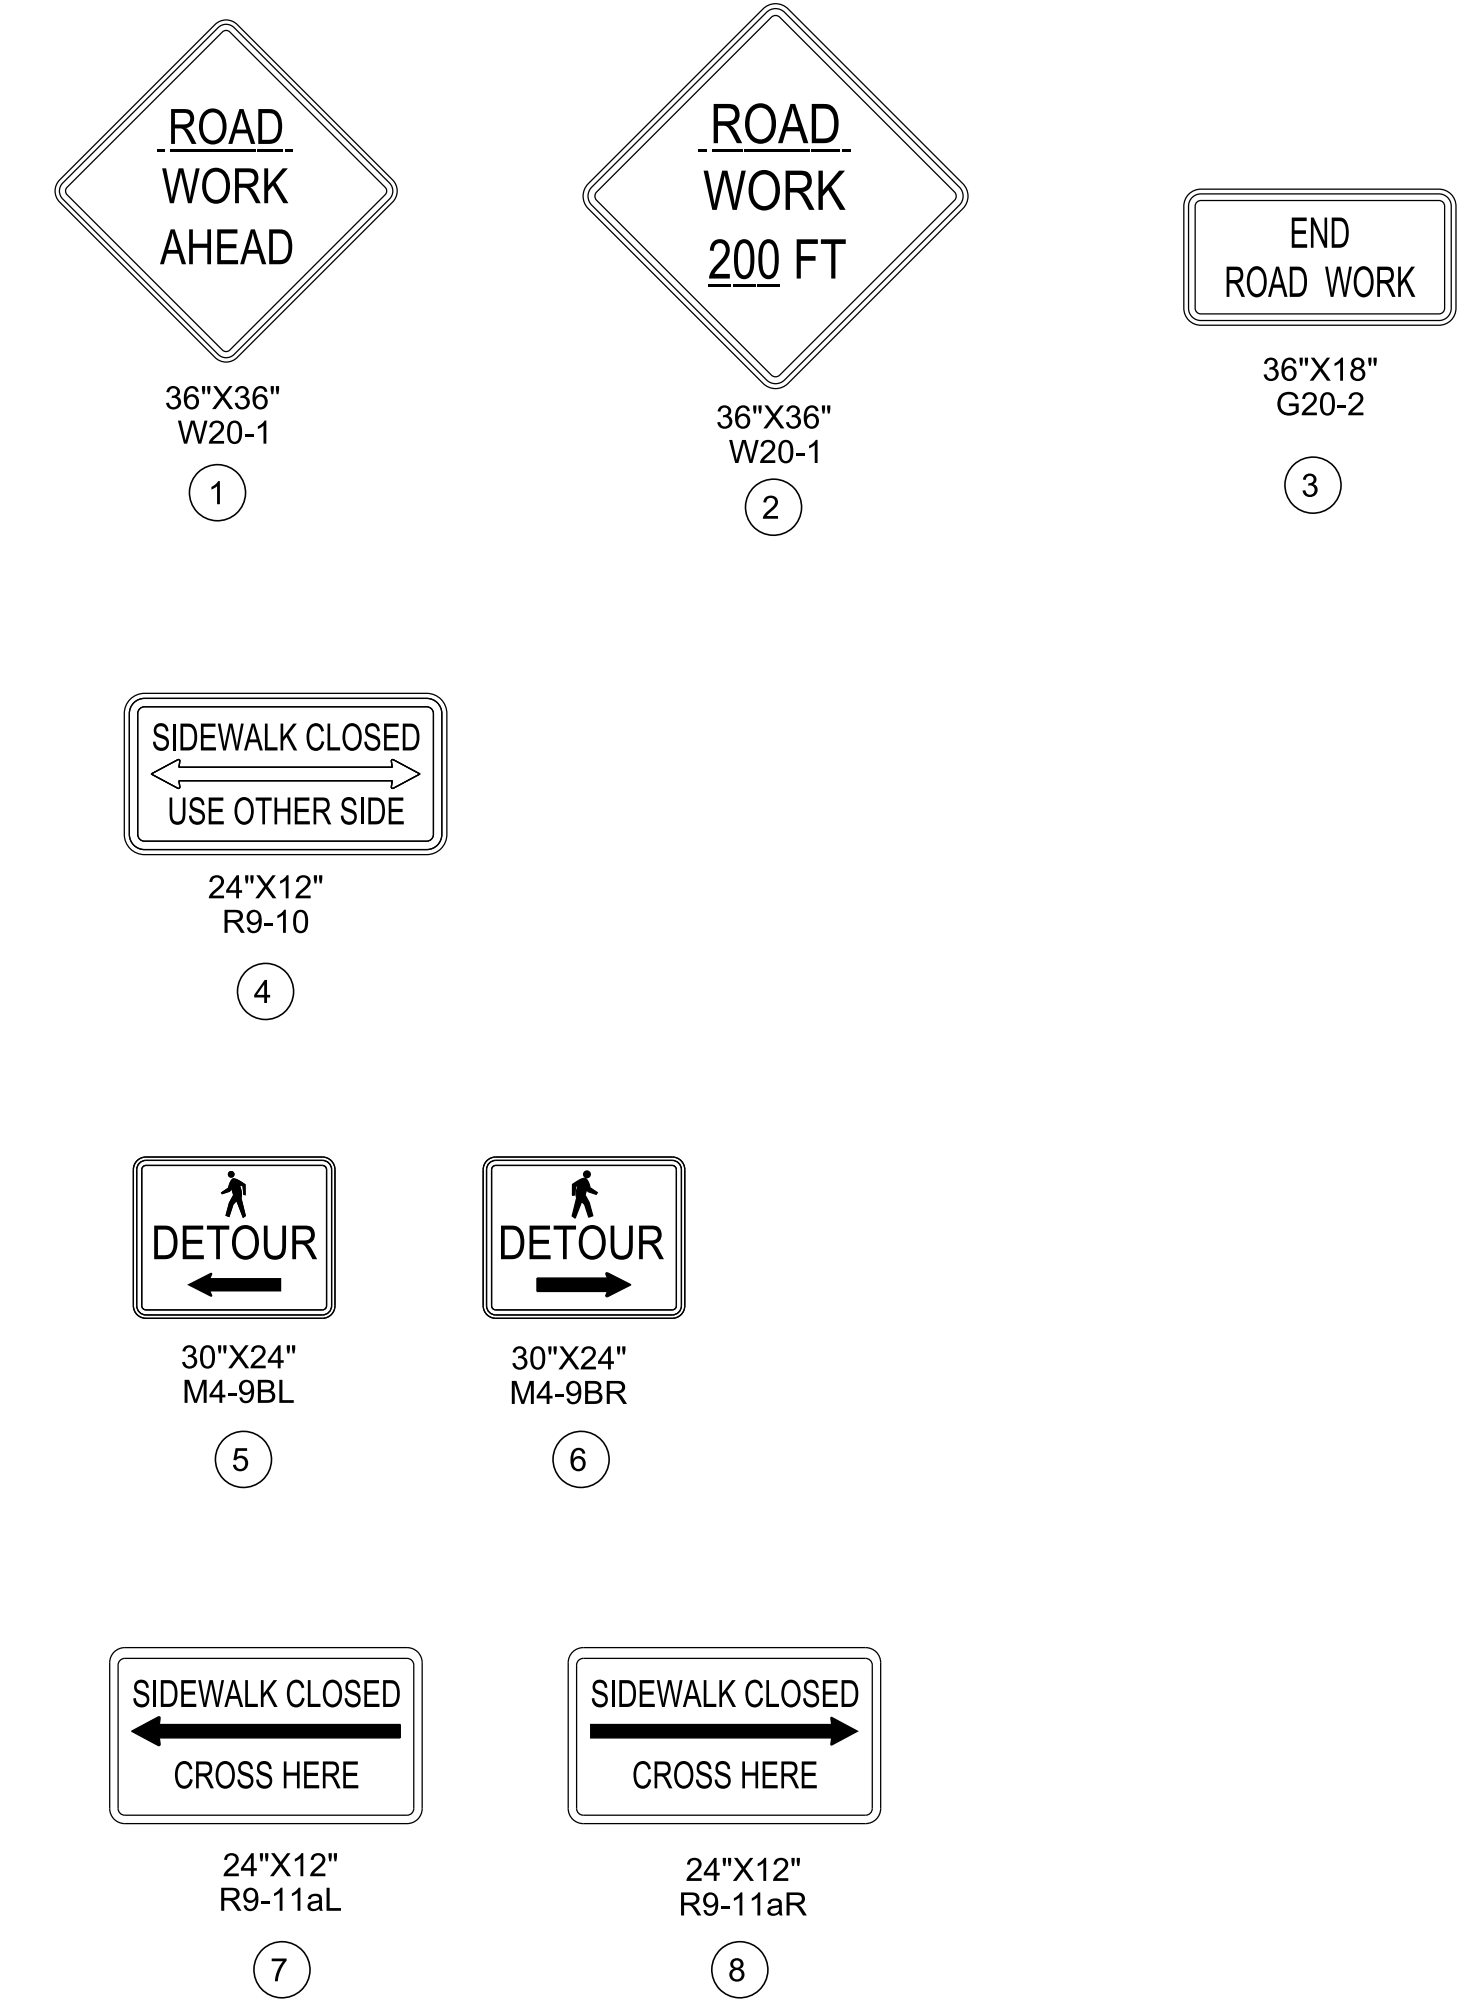 ROAD
WORK
AHEAD
36"X36"
W20-1
1
ROAD
WORK
200 FT
36"X36"
W20-1
2
END
ROAD WORK
36"X18"
G20-2
3
SIDEWALK CLOSED
USE OTHER SIDE
24"X12"
R9-10
4
DETOUR
30"X24"
M4-9BL
5
DETOUR
30"X24"
M4-9BR
6
SIDEWALK CLOSED
CROSS HERE
24"X12"
R9-11aL
7
SIDEWALK CLOSED
CROSS HERE
24"X12"
R9-11aR
8